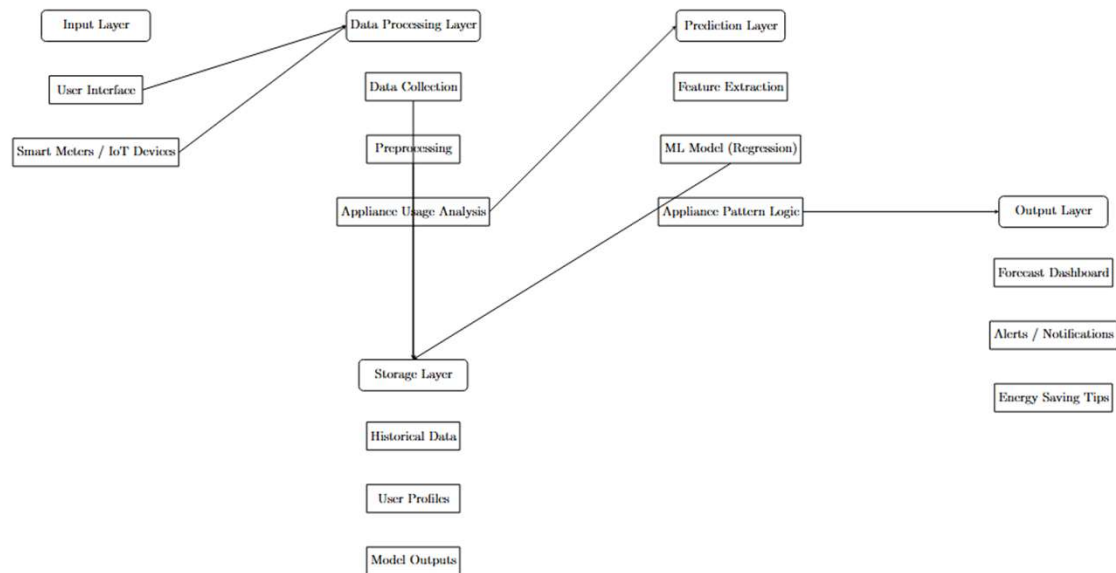 Input Layer
User Interface
Smart Meters / IoT Devices
Data Processing Layer
Data Collection
Preprocessing
Appliance Usage Analysis
Storage Layer
Historical Data
User Profiles
Model Outputs
Prediction Layer
Feature Extraction
ML Model (Regression)
Appliance Pattern Logic
Output Layer
Forecast Dashboard
Alerts / Notifications
Energy Saving Tips